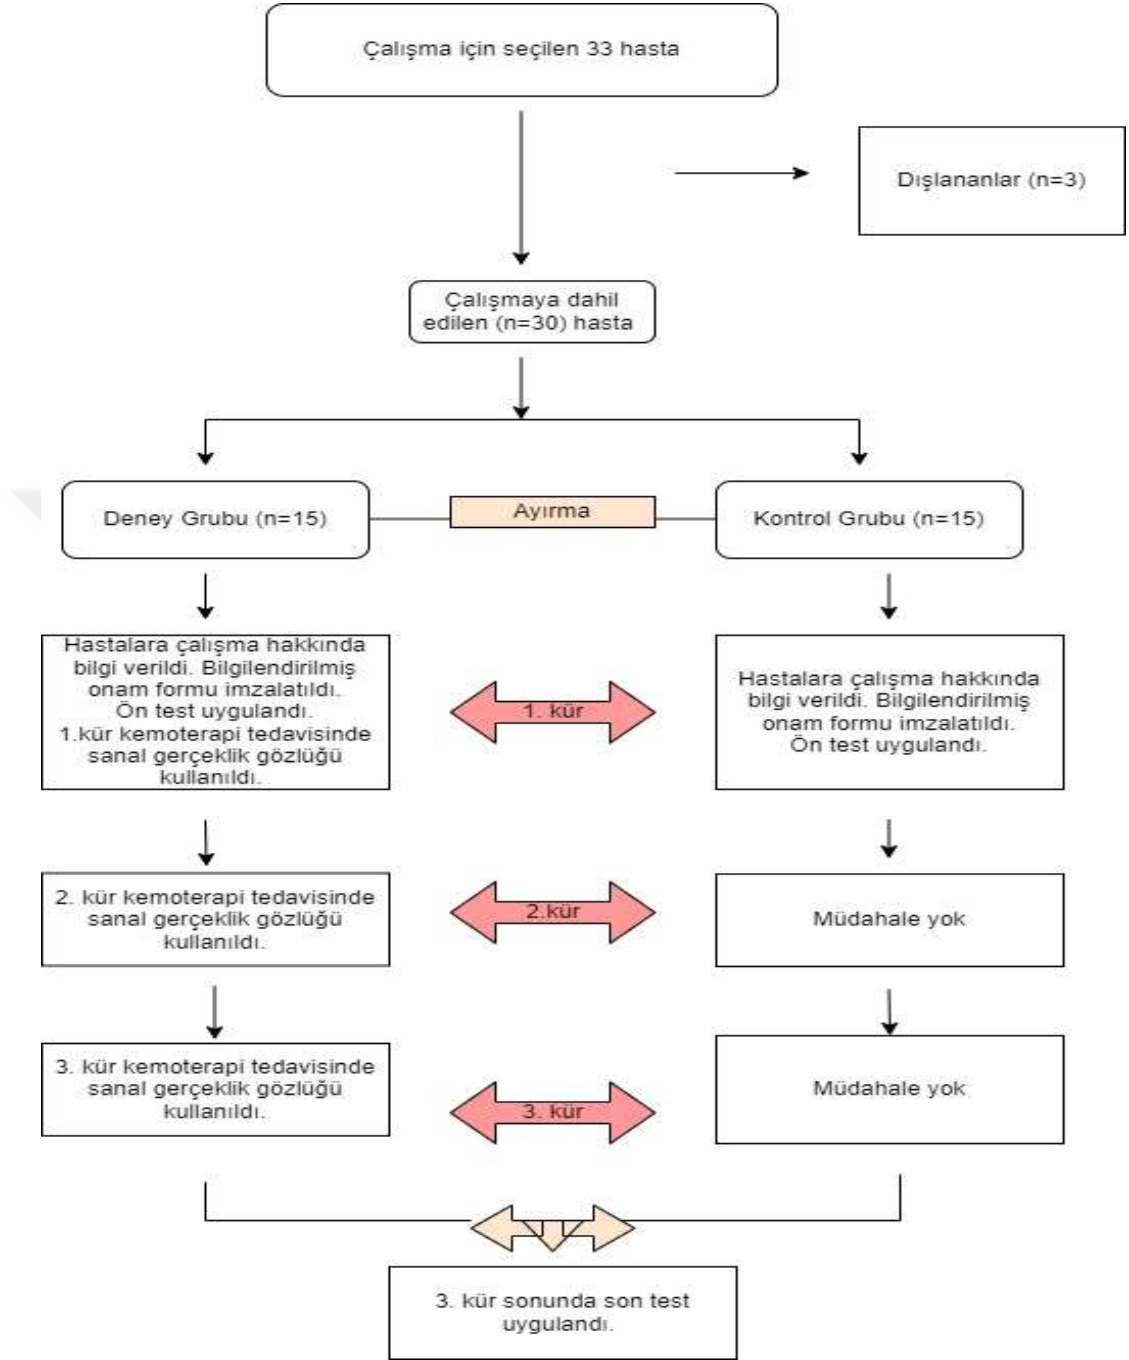 Çalışma için seçilen 33 hasta
Dışlananlar (n=3)
Çalışmaya dahil
edilen (n=30) hasta
Deney Grubu (n=15)
Ayırma
Kontrol Grubu (n=15)
Hastalara çalışma hakkında
bilgi verildi. Bilgilendirilmiş
onam formu imzalatıldı.
Ön test uygulandı.
1.kür kemoterapi tedavisinde
sanal gerçeklik gözlüğü
kullanıldı.
1. kür
Hastalara çalışma hakkında
bilgi verildi. Bilgilendirilmiş
onam formu imzalatıldı.
Ön test uygulandı.
2. kür kemoterapi tedavisinde
sanal gerçeklik gözlüğü
kullanıldı.
2.kür
Müdahale yok
3. kür kemoterapi tedavisinde
sanal gerçeklik gözlüğü
kullanıldı.
3. kür
Müdahale yok
3. kür sonunda son test
uygulandı.